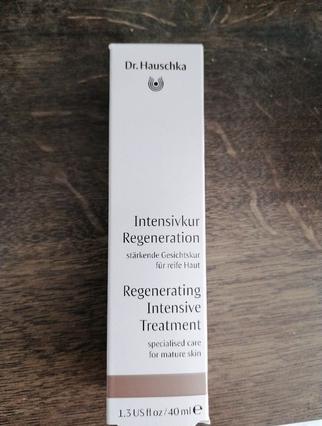 Dr. Hauschka
Intensivkur
Regeneration
stärkende Gesichtskur
für reife Haut
Regenerating
Intensive
Treatment
specialised care
for mature skin
1.3 US fl oz / 40 ml ℮